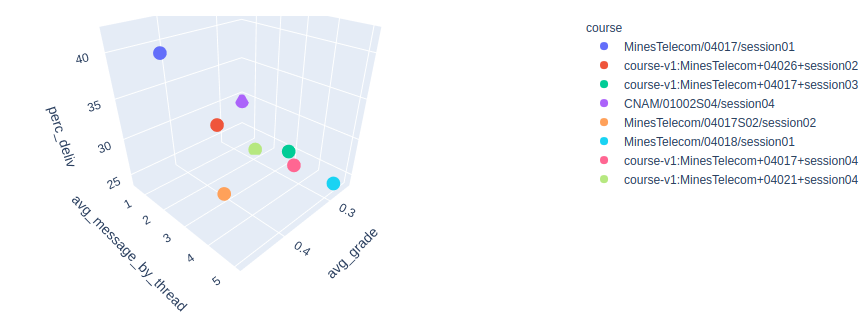 40
35
30
25
perc_deliv
1
2
3
4
5
avg_message_by_thread
0.4
0.3
avg_grade
course
MinesTelecom/04017/session01
course-v1:MinesTelecom+04026+session02
course-v1:MinesTelecom+04017+session03
CNAM/01002S04/session04
MinesTelecom/04017S02/session02
MinesTelecom/04018/session01
course-v1:MinesTelecom+04017+session04
course-v1:MinesTelecom+04021+session04